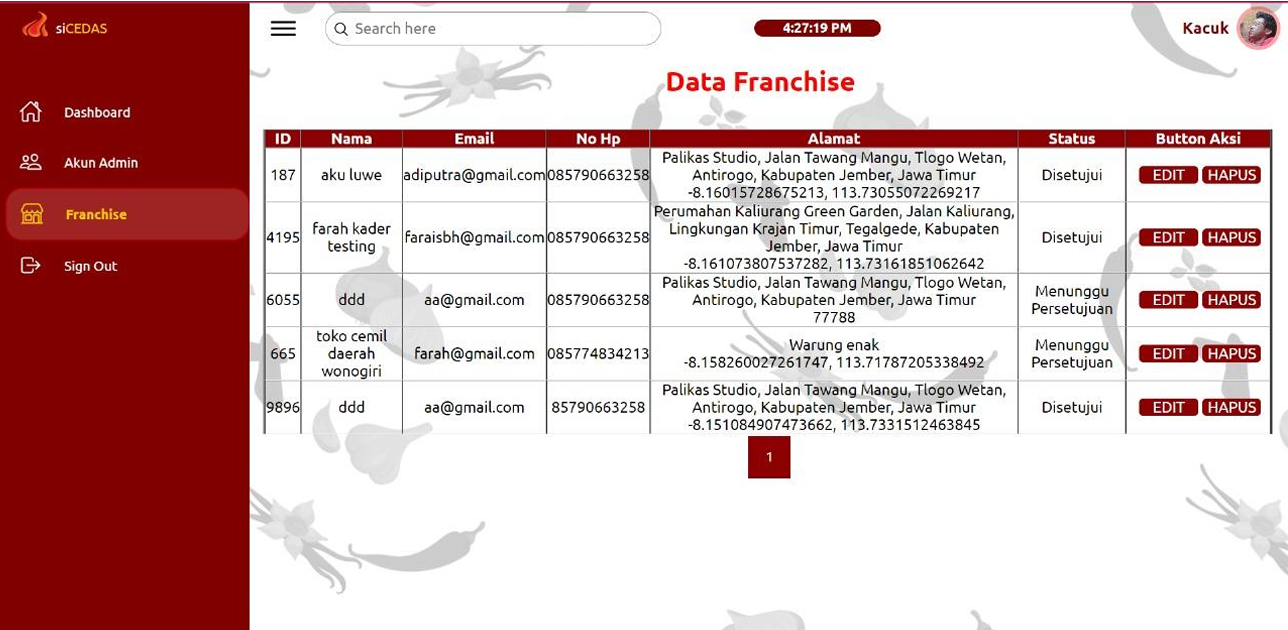 siCEDAS
Search here
4:27:19 PM
Kacuk
Dashboard
Akun Admin
Franchise
Sign Out
Data Franchise
ID Nama Email No Hp Alamat Status Button Aksi
187 aku luwe adiputra@gmail.com 085790663258 Palikas Studio, Jalan Tawang Mangu, Tlogo Wetan,
Antirogo, Kabupaten Jember, Jawa Timur
-8.16015728675213, 113.73055072269217 Disetujui EDIT HAPUS
4195 farah kader
testing faraisbh@gmail.com 085790663258 Perumahan Kaliurang Green Garden, Jalan Kaliurang,
Lingkungan Krajan Timur, Tegalgede, Kabupaten
Jember, Jawa Timur
-8.161073807537282, 113.73161851062642 Disetujui EDIT HAPUS
6055 ddd aa@gmail.com 085790663258 Palikas Studio, Jalan Tawang Mangu, Tlogo Wetan,
Antirogo, Kabupaten Jember, Jawa Timur
77788 Menunggu
Persetujuan EDIT HAPUS
665 toko cemil
daerah
wonogiri farah@gmail.com 085774834213 Warung enak
-8.158260027261747, 113.71787205338492 Menunggu
Persetujuan EDIT HAPUS
9896 ddd aa@gmail.com 85790663258 Palikas Studio, Jalan Tawang Mangu, Tlogo Wetan,
Antirogo, Kabupaten Jember, Jawa Timur
-8.151084907473662, 113.7331512463845 Disetujui EDIT HAPUS
1